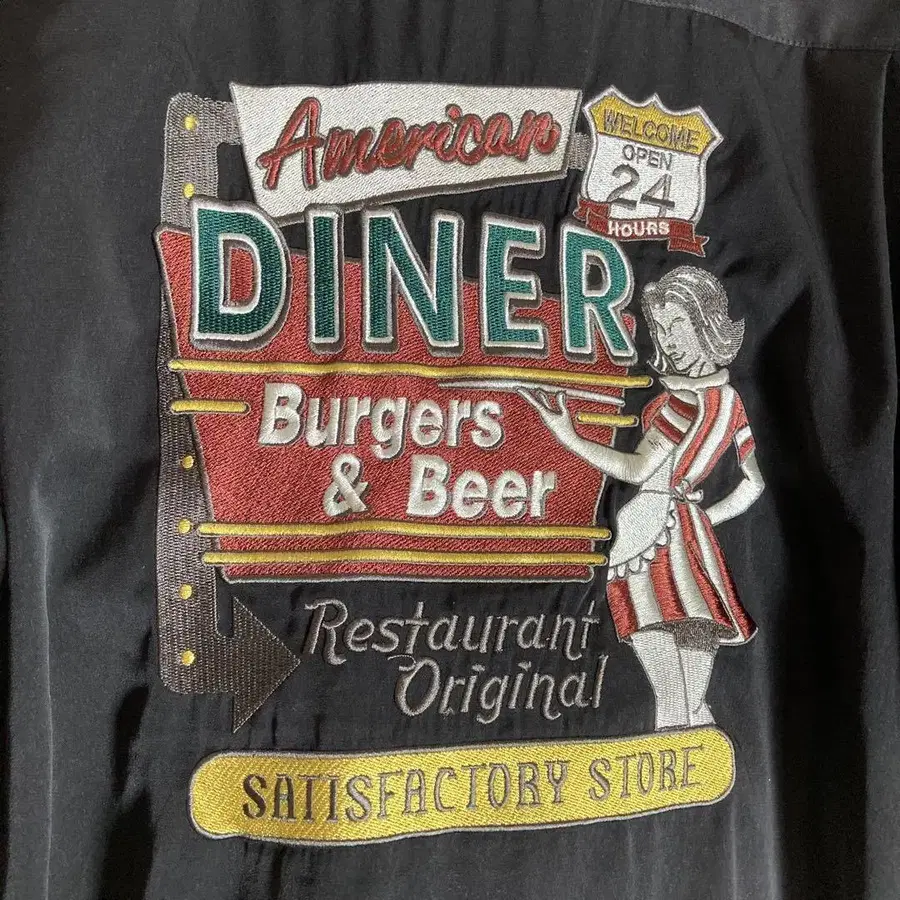 American
WELCOME
OPEN
24
HOURS
DINER
Burgers
& Beer
Restaurant
Original
SATISFACTORY STORE